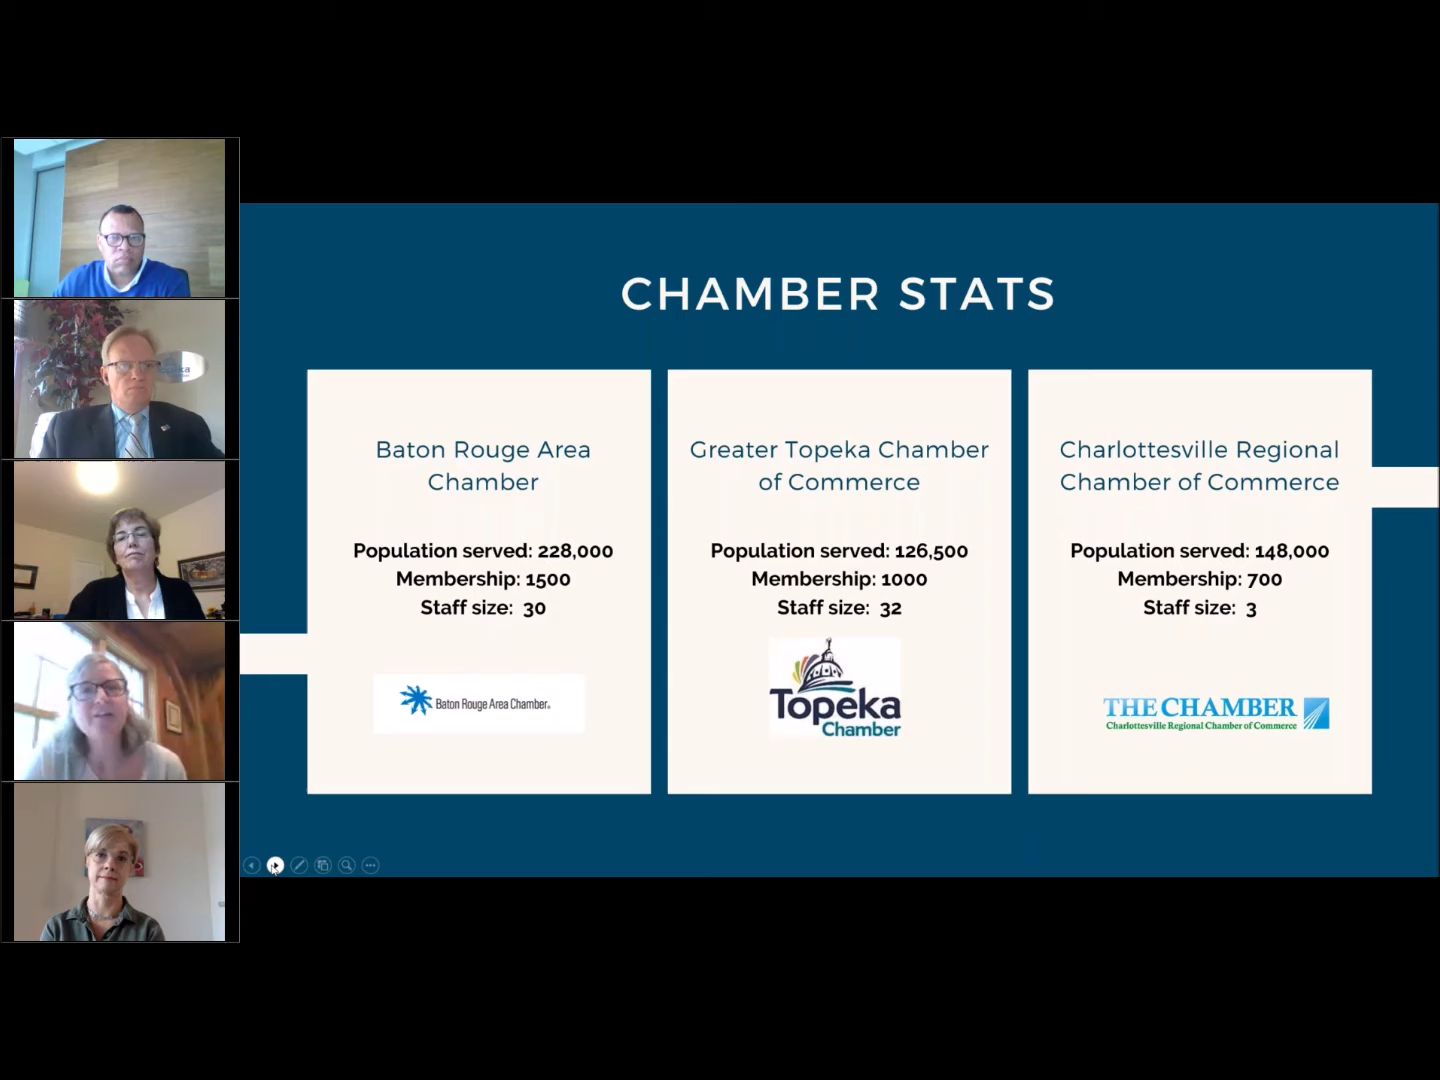 CHAMBER STATS
Baton Rouge Area
Chamber
Population served: 228,000
Membership: 1500
Staff size: 30
Baton Rouge Area Chamber.
Greater Topeka Chamber
of Commerce
Population served: 126,500
Membership: 1000
Staff size: 32
Topeka
Chamber
Charlottesville Regional
Chamber of Commerce
Population served: 148,000
Membership: 700
Staff size: 3
THE CHAMBER
Charlottesville Regional Chamber of Commerce